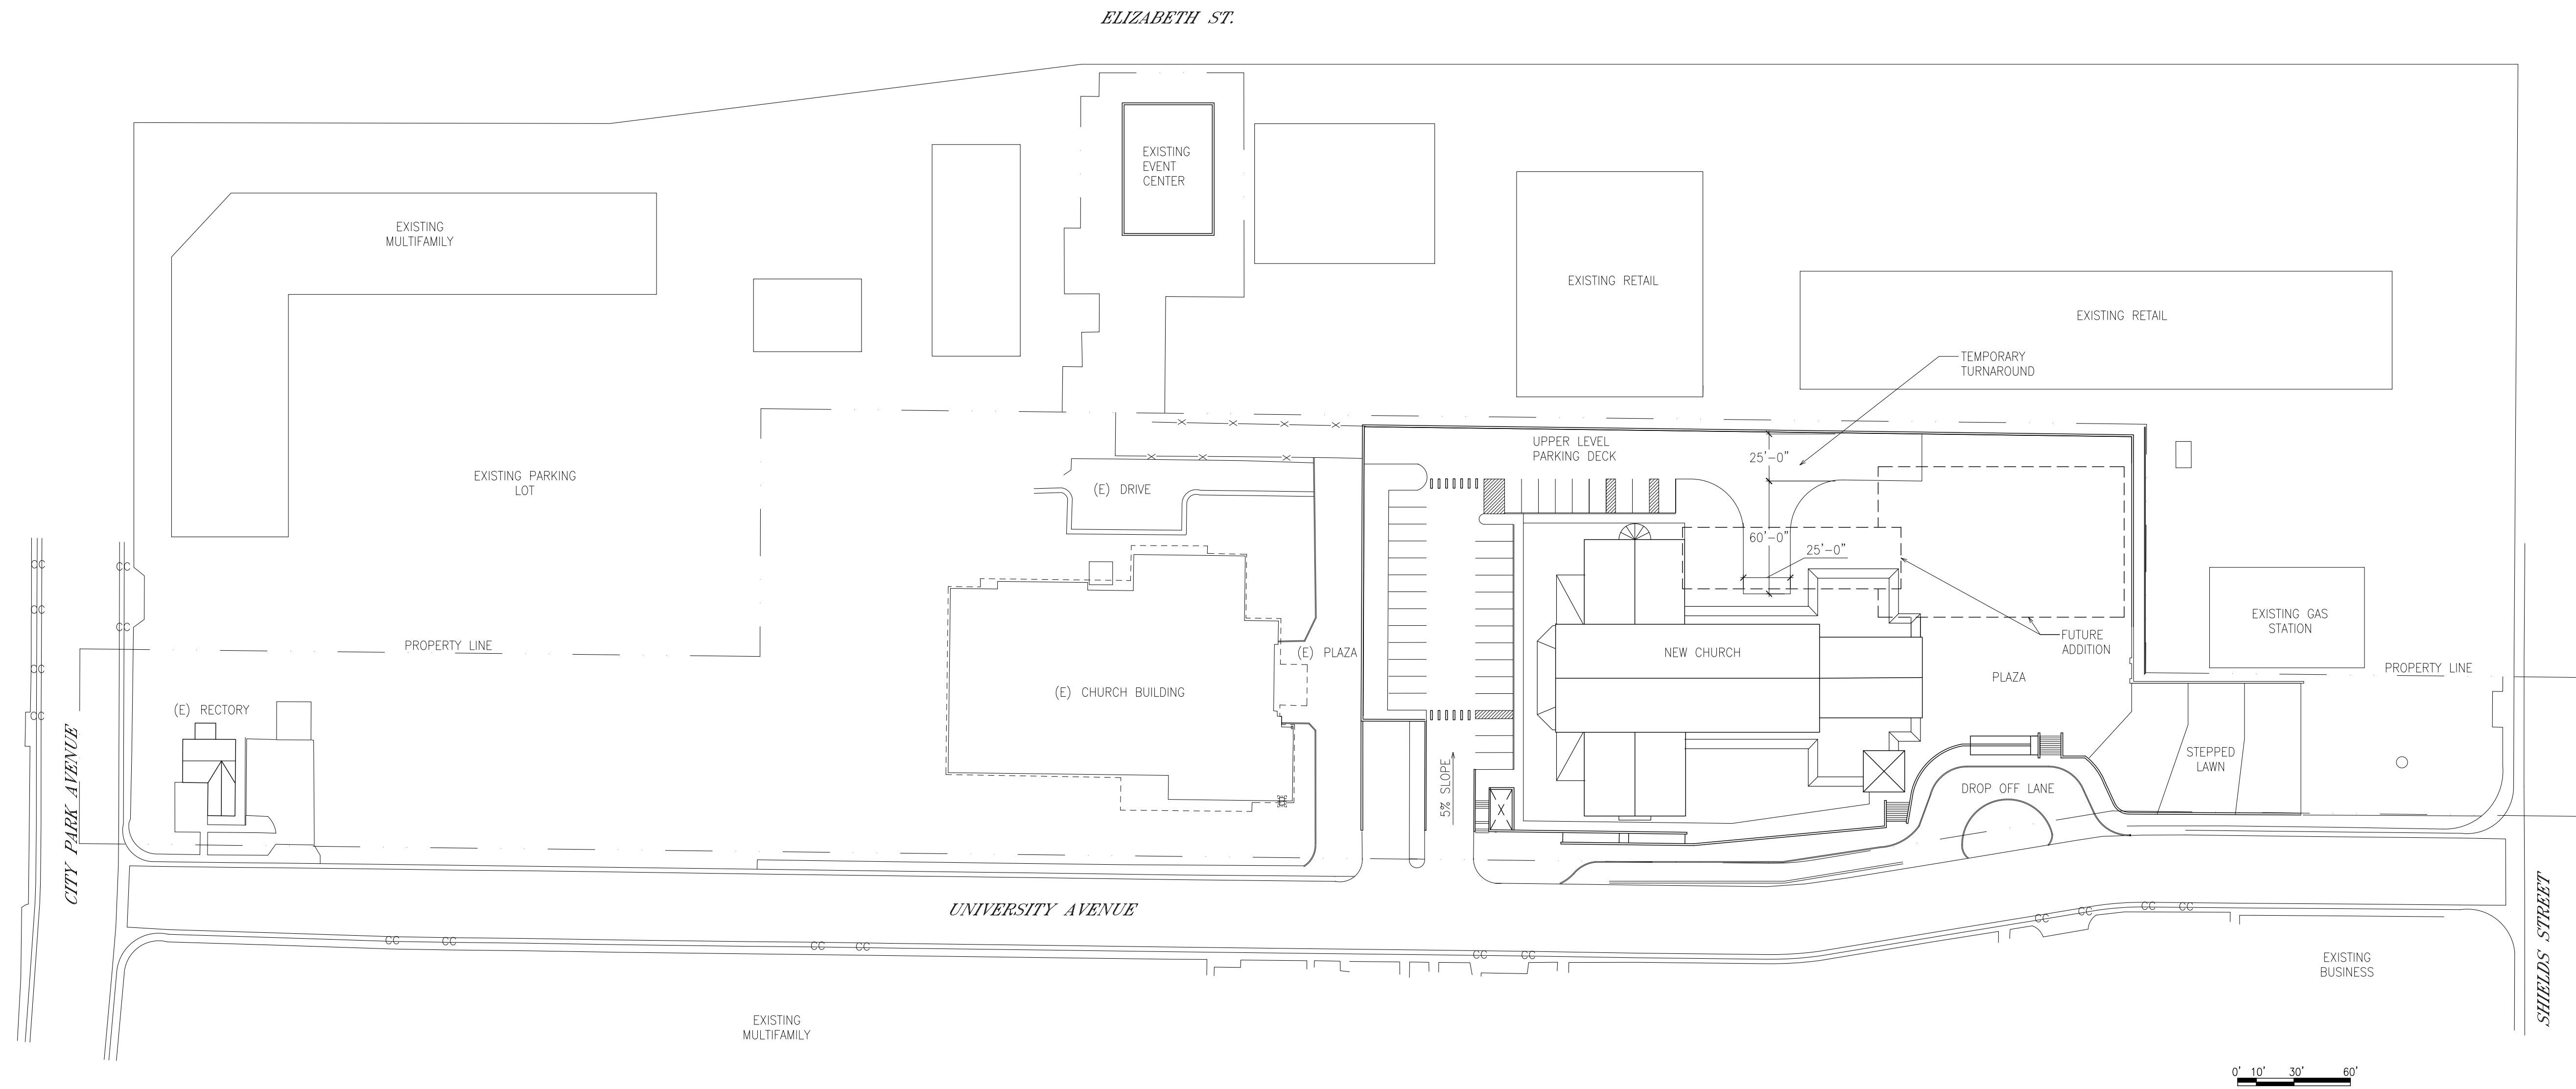 ELIZABETH ST.
EXISTING
EVENT
CENTER
EXISTING
MULTIFAMILY
EXISTING RETAIL
EXISTING RETAIL
TEMPORARY
TURNAROUND
UPPER LEVEL
PARKING DECK
25'-0"
EXISTING PARKING
LOT
(E) DRIVE
60'-0"
25'-0"
CC
CC
CC
CC
CC
CC
EXISTING GAS
STATION
FUTURE
ADDITION
PROPERTY LINE
(E) PLAZA
NEW CHURCH
PLAZA
PROPERTY LINE
(E) CHURCH BUILDING
(E) RECTORY
CITY PARK AVENUE
5% SLOPE
X
STEPPED
LAWN
DROP OFF LANE
UNIVERSITY AVENUE
SHIELDS STREET
CC
CC
CC
CC
CC
CC
CC
CC
CC
CC
EXISTING
BUSINESS
EXISTING
MULTIFAMILY
0' 10' 30' 60'